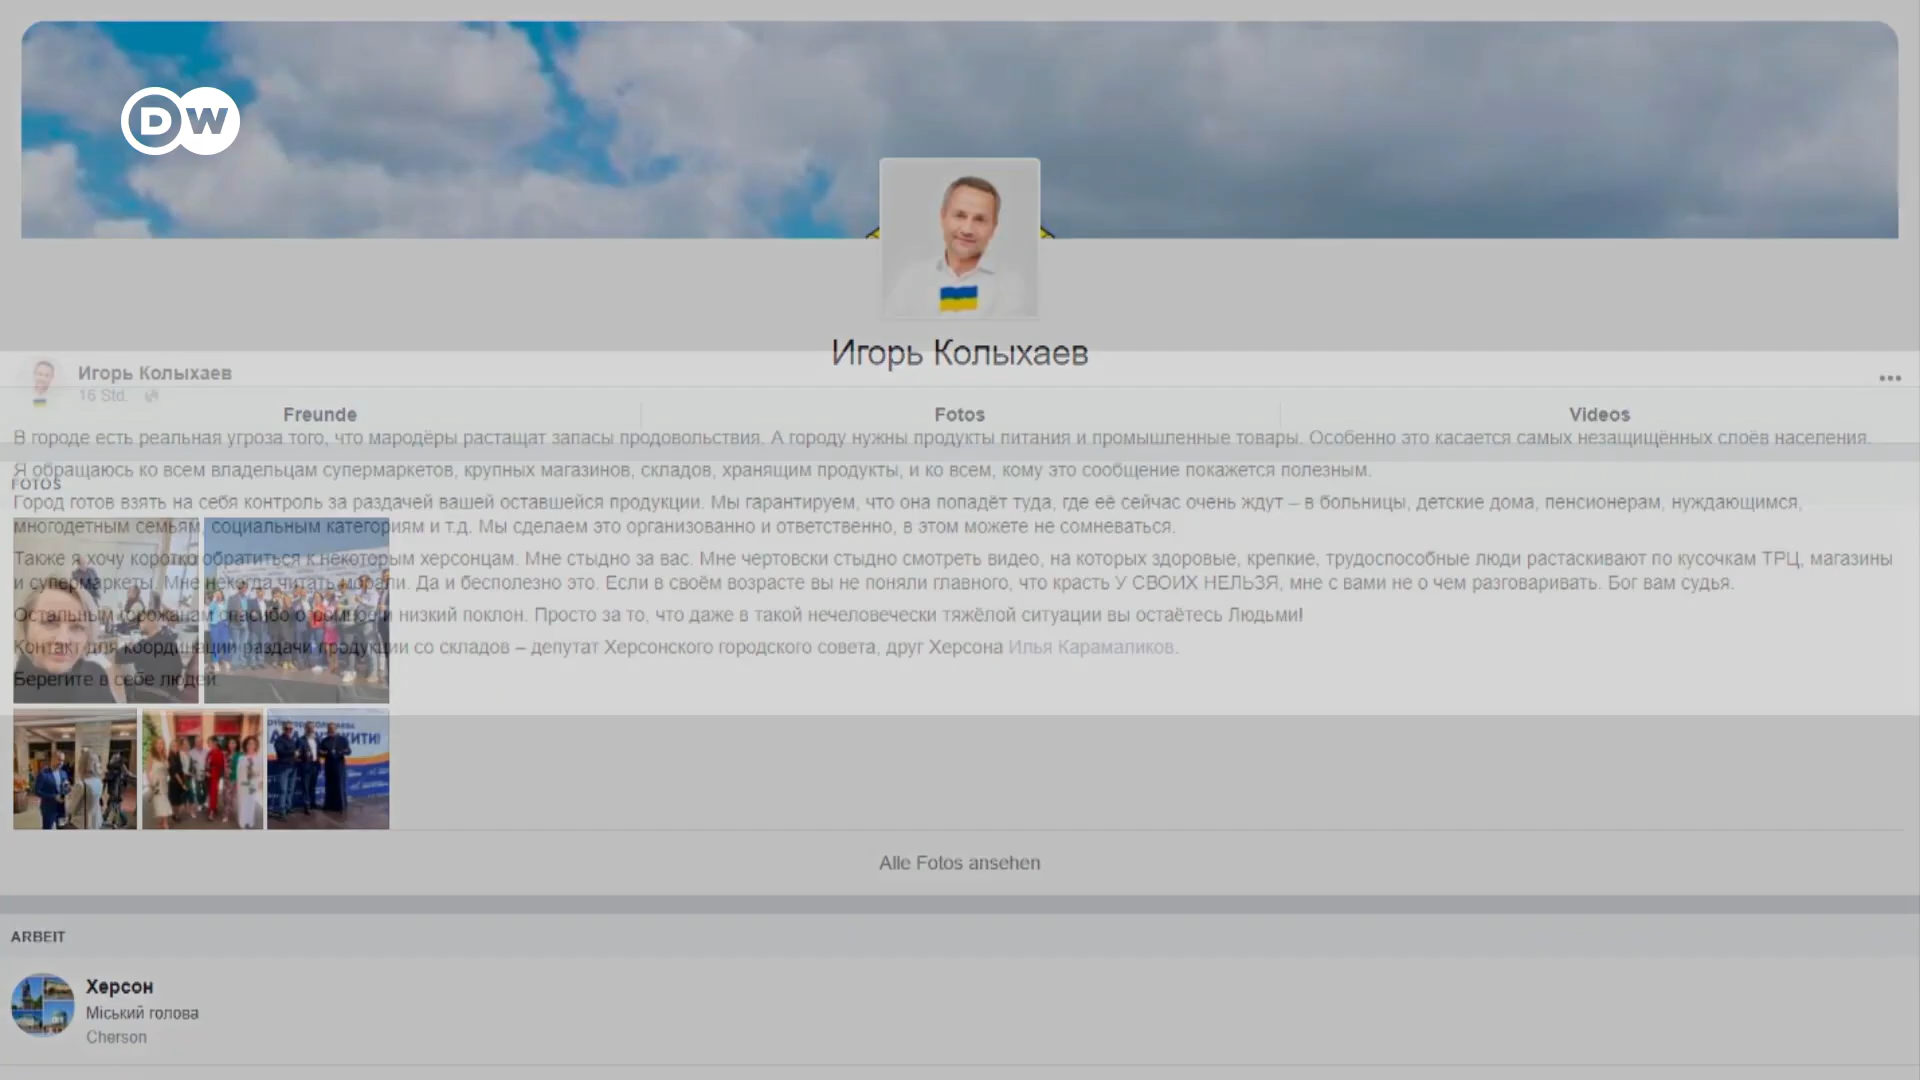 DW
Игорь Колыхаев
Игорь Колыхаев
16 Std.
Freunde
Fotos
Videos
В городе есть реальная угроза того, что мародёры растащат запасы продовольствия. А городу нужны продукты питания и промышленные товары. Особенно это касается самых незащищённых слоёв населения.
Я обращаюсь ко всем владельцам супермаркетов, крупных магазинов, складов, хранящим продукты, и ко всем, кому это сообщение покажется полезным.
FOTOS
Город готов взять на себя контроль за раздачей вашей оставшейся продукции. Мы гарантируем, что она попадёт туда, где её сейчас очень ждут – в больницы, детские дома, пенсионерам, нуждающимся,
многодетным семьям, социальным категориям и т.д. Мы сделаем это организованно и ответственно, в этом можете не сомневаться.
Также я хочу коротко обратиться к некоторым херсонцам. Мне стыдно за вас. Мне чертовски стыдно смотреть видео, на которых здоровые, крепкие, трудоспособные люди растаскивают по кусочкам ТРЦ, магазины
и супермаркеты. Мне некогда читать морали. Да и бесполезно это. Если в своём возрасте вы не поняли главного, что красть У СВОИХ НЕЛЬЗЯ, мне с вами не о чем разговаривать. Бог вам судья.
Остальным горожанам спасибо огромное и низкий поклон. Просто за то, что даже в такой нечеловечески тяжёлой ситуации вы остаётесь Людьми!
Контакт для координации раздачи продукции со складов – депутат Херсонского городского совета, друг Херсона Илья Карамаликов.
Берегите в себе людей
Alle Fotos ansehen
ARBEIT
Херсон
Міський голова
Cherson